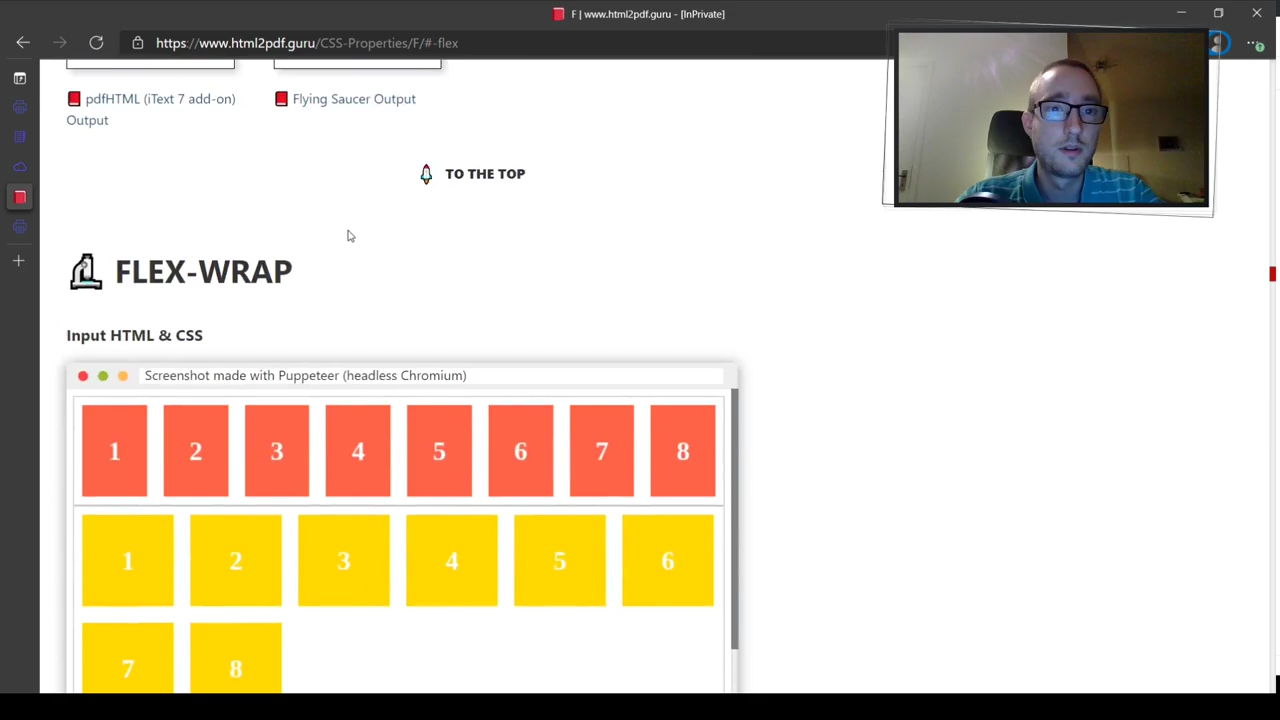 F | www.html2pdf.guru - [InPrivate]
https://www.html2pdf.guru/CSS-Properties/F/#-flex
pdfHTML (iText 7 add-on)
Output
Flying Saucer Output
TO THE TOP
FLEX-WRAP
Input HTML & CSS
Screenshot made with Puppeteer (headless Chromium)
1 2 3 4 5 6 7 8
1 2 3 4 5 6
7 8